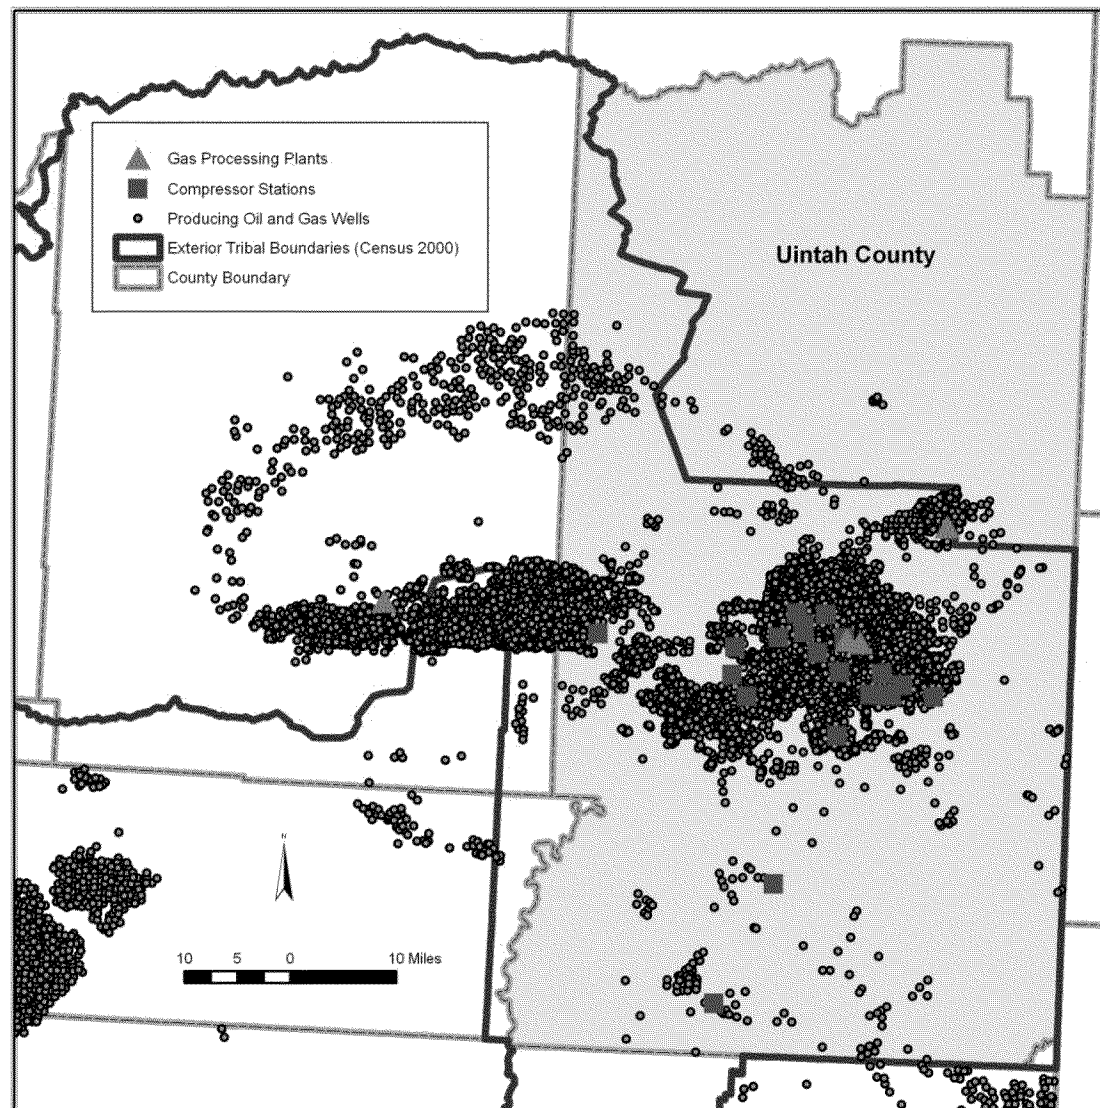 Gas Processing Plants
Compressor Stations
Producing Oil and Gas Wells
Exterior Tribal Boundaries (Census 2000)
County Boundary
Uintah County
N
10 5 0 10 Miles